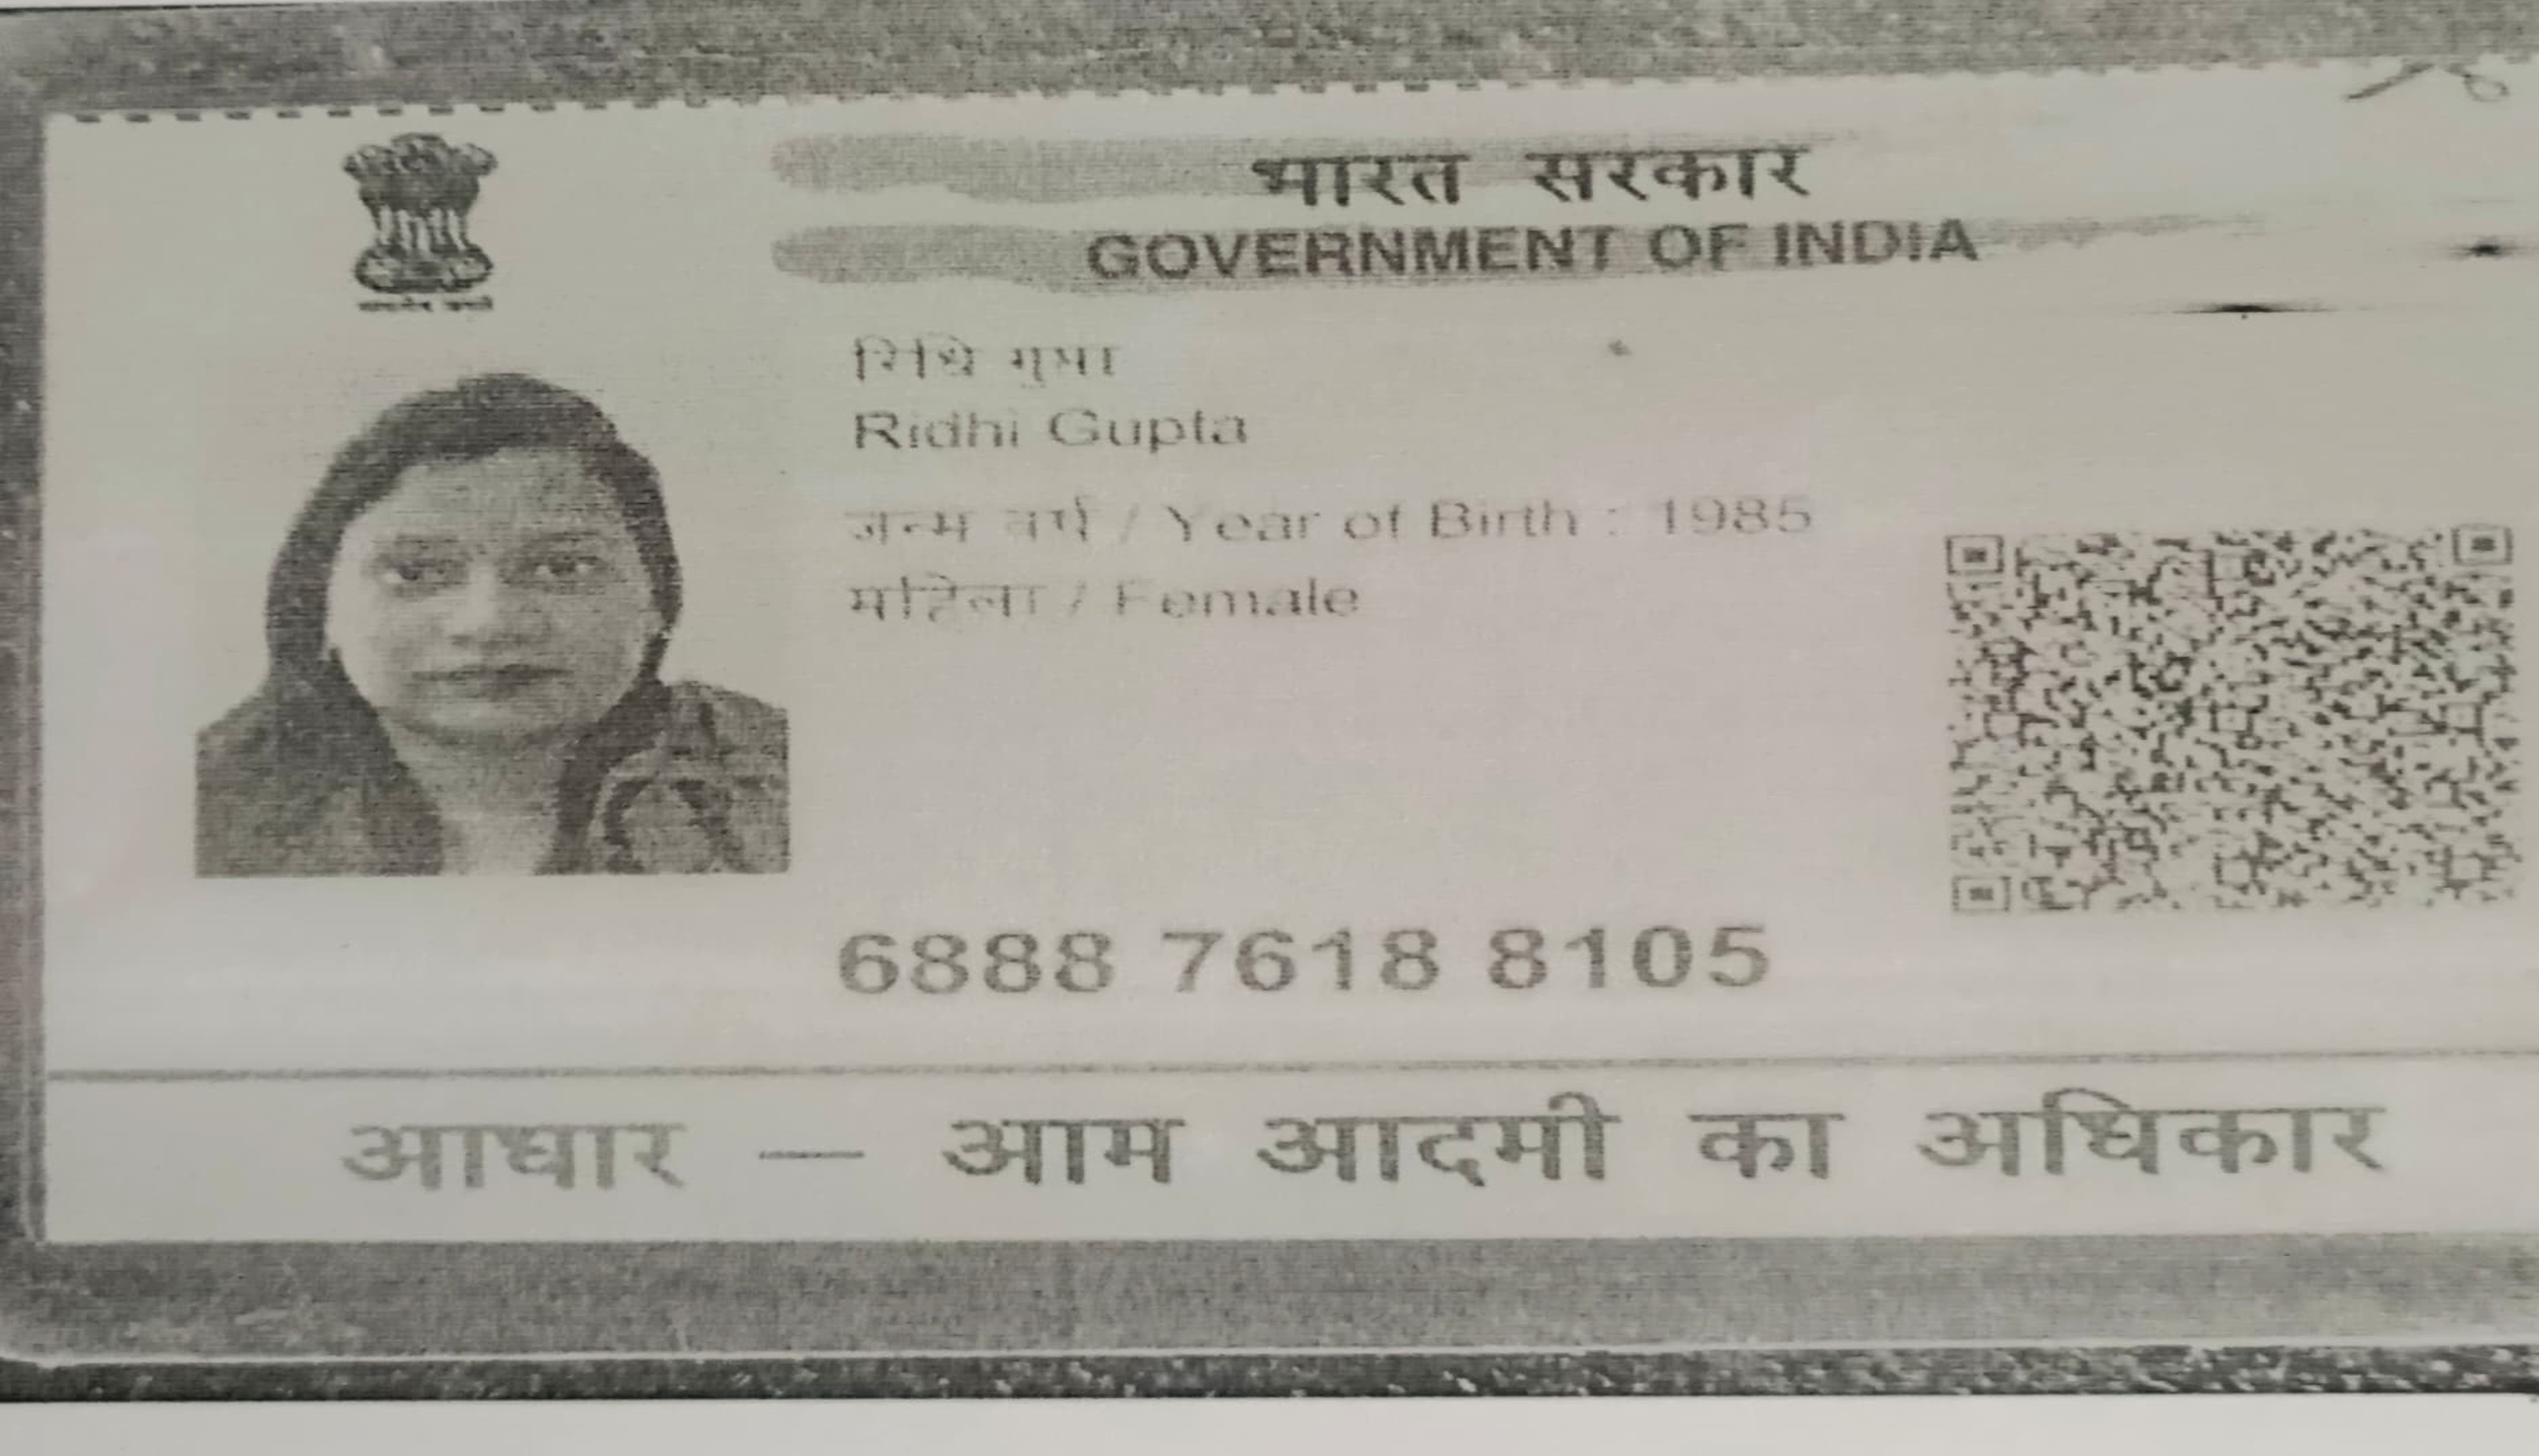 भारत सरकार
GOVERNMENT OF INDIA
Ridhi Gupta
जन्म वर्ष / Year of Birth : 1985
महिला / Female
6888 7618 8105
आधार — आम आदमी का अधिकार